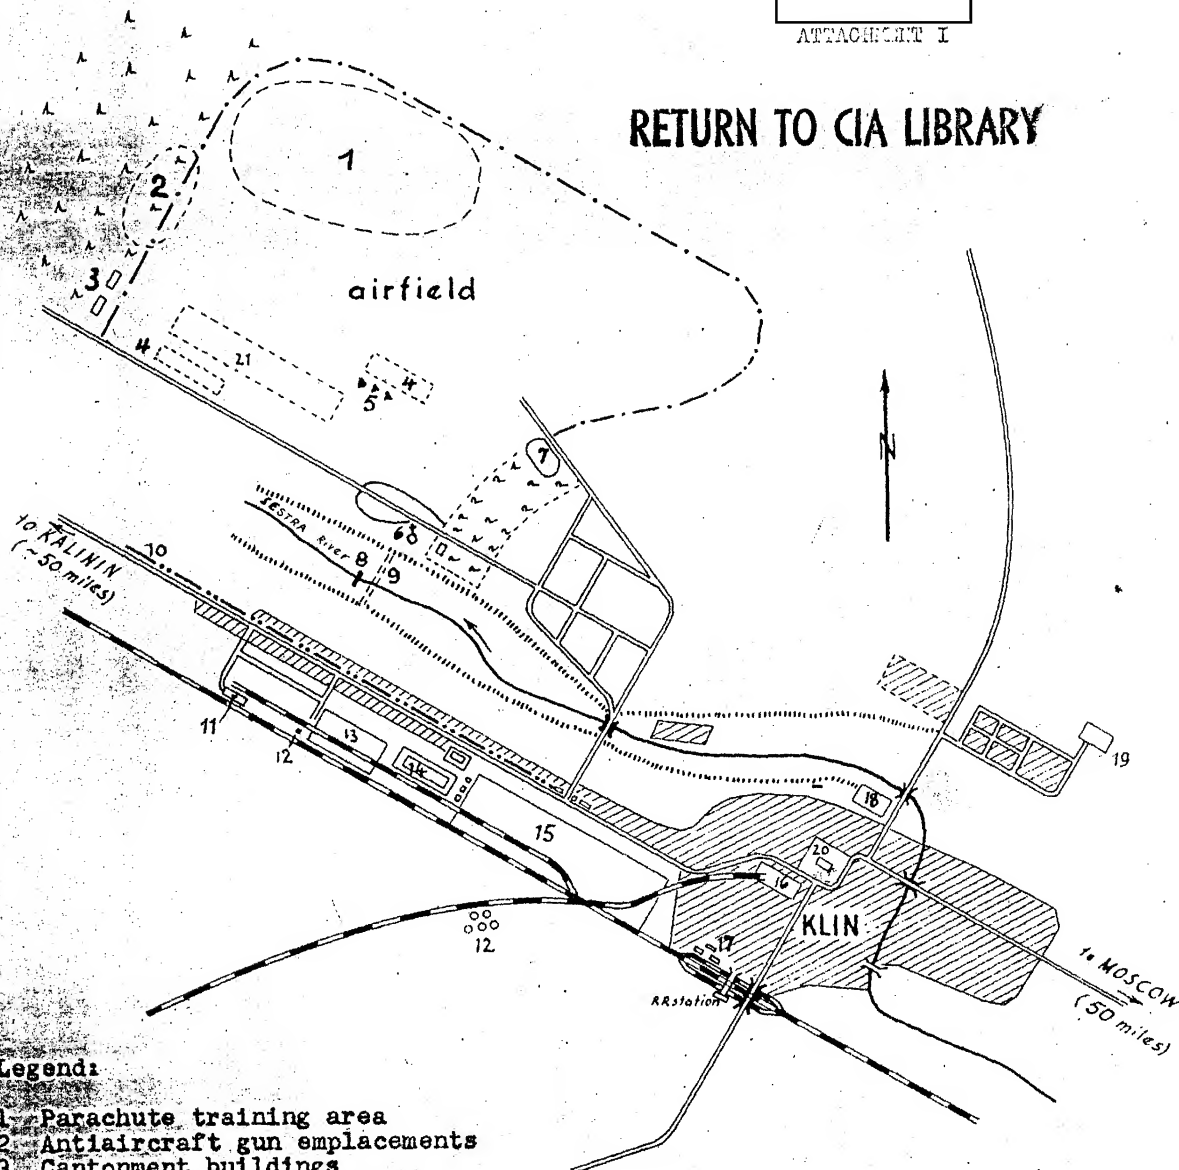 ATTACHMENT I
RETURN TO CIA LIBRARY
1
2
airfield
3
4
21
4
5
N
7
SESTRA River
6
to KALININ
(~50 miles)
10
8
9
11
12
13
14
19
18
15
20
16
KLIN
12
17
to MOSCOW
(50 miles)
RR station
Legend:
1 Parachute training area
2 Antiaircraft gun emplacements
3 Cantonment buildings